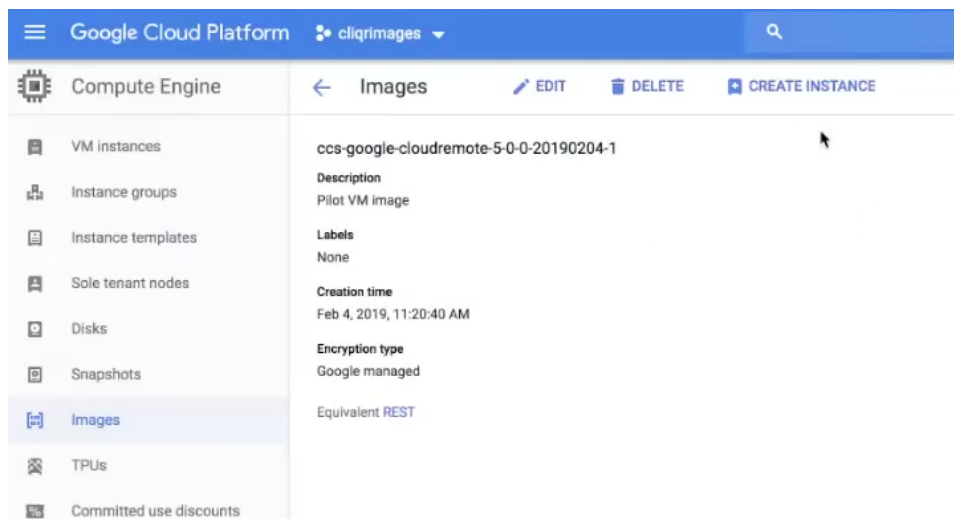 Google Cloud Platform cliqrimages
Compute Engine
Images EDIT DELETE CREATE INSTANCE
VM instances
Instance groups
Instance templates
Sole tenant nodes
Disks
Snapshots
Images
TPUs
Committed use discounts
ccs-google-cloudremote-5-0-0-20190204-1
Description
Pilot VM image
Labels
None
Creation time
Feb 4, 2019, 11:20:40 AM
Encryption type
Google managed
Equivalent REST